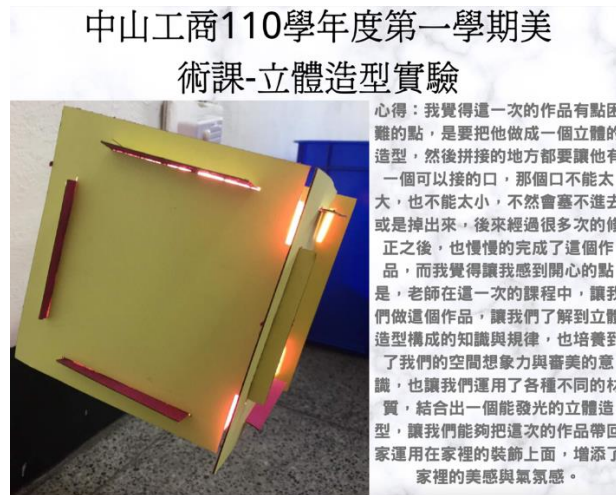 中山工商110學年度第一學期美
術課-立體造型實驗
心得：我覺得這一次的作品有點困
難的點，是要把他做成一個立體的
造型，然後拼接的地方都要讓他有
一個可以接的口，那個口不能太
大，也不能太小，不然會塞不進去
或是掉出來，後來經過很多次的修
正之後，也慢慢的完成了這個作
品，而我覺得讓我感到開心的點
是，老師在這一次的課程中，讓我
們做這個作品，讓我們了解到立體
造型構成的知識與規律，也培養到
了我們的空間想象力與審美的意
識，也讓我們運用了各種不同的材
質，結合出一個能發光的立體造
型，讓我們能夠把這次的作品帶回
家運用在家裡的裝飾上面，增添了
家裡的美感與氣氛感。